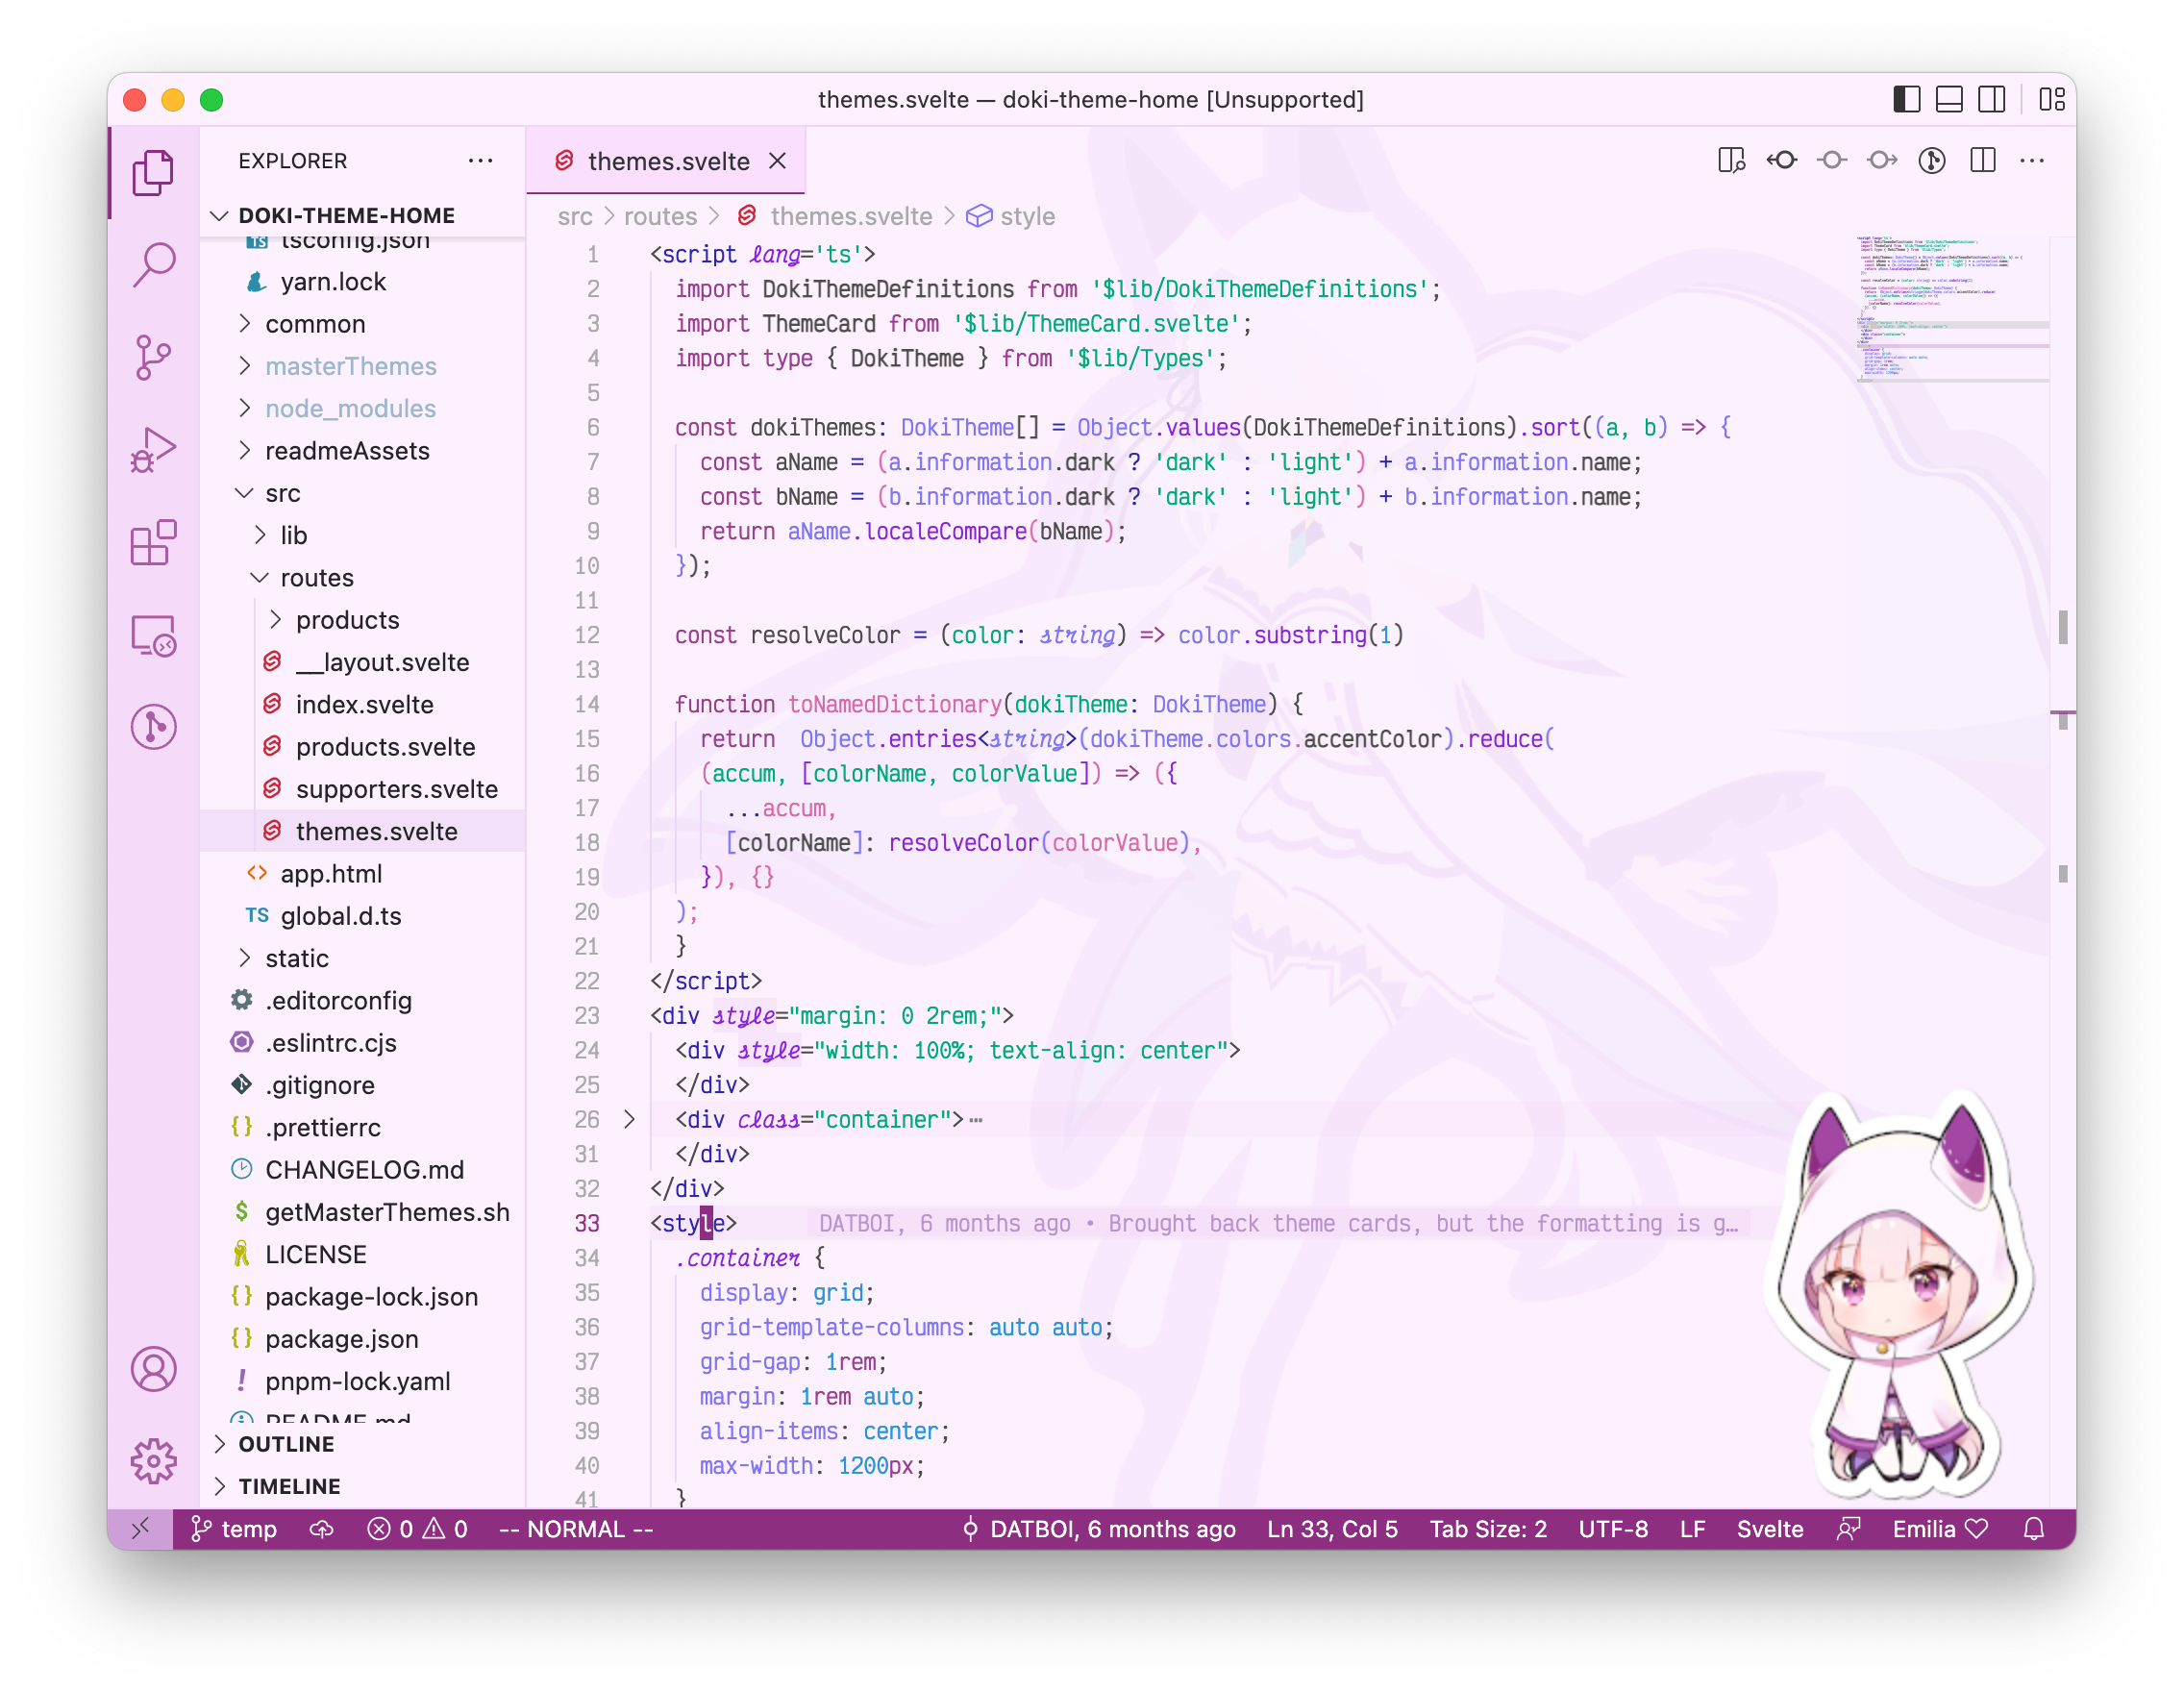 themes.svelte — doki-theme-home [Unsupported]
EXPLORER
DOKI-THEME-HOME
tsconfig.json
yarn.lock
common
masterThemes
node_modules
readmeAssets
src
lib
routes
products
__layout.svelte
index.svelte
products.svelte
supporters.svelte
themes.svelte
app.html
TS global.d.ts
static
.editorconfig
.eslintrc.cjs
.gitignore
.prettierrc
CHANGELOG.md
getMasterThemes.sh
LICENSE
package-lock.json
package.json
pnpm-lock.yaml
README.md
OUTLINE
TIMELINE
themes.svelte
src > routes > themes.svelte > style
1 <script lang='ts'>
2 import DokiThemeDefinitions from '$lib/DokiThemeDefinitions';
3 import ThemeCard from '$lib/ThemeCard.svelte';
4 import type { DokiTheme } from '$lib/Types';
5
6 const dokiThemes: DokiTheme[] = Object.values(DokiThemeDefinitions).sort((a, b) => {
7 const aName = (a.information.dark ? 'dark' : 'light') + a.information.name;
8 const bName = (b.information.dark ? 'dark' : 'light') + b.information.name;
9 return aName.localeCompare(bName);
10 });
11
12 const resolveColor = (color: string) => color.substring(1)
13
14 function toNamedDictionary(dokiTheme: DokiTheme) {
15 return  Object.entries<string>(dokiTheme.colors.accentColor).reduce(
16 (accum, [colorName, colorValue]) => ({
17 ...accum,
18 [colorName]: resolveColor(colorValue),
19 }), {}
20 );
21 }
22 </script>
23 <div style="margin: 0 2rem;">
24 <div style="width: 100%; text-align: center">
25 </div>
26 <div class="container">⋯
31 </div>
32 </div>
33 <style> DATBOI, 6 months ago • Brought back theme cards, but the formatting is g…
34 .container {
35 display: grid;
36 grid-template-columns: auto auto;
37 grid-gap: 1rem;
38 margin: 1rem auto;
39 align-items: center;
40 max-width: 1200px;
41 }
temp 0 0 -- NORMAL -- DATBOI, 6 months ago Ln 33, Col 5 Tab Size: 2 UTF-8 LF Svelte Emilia ♡